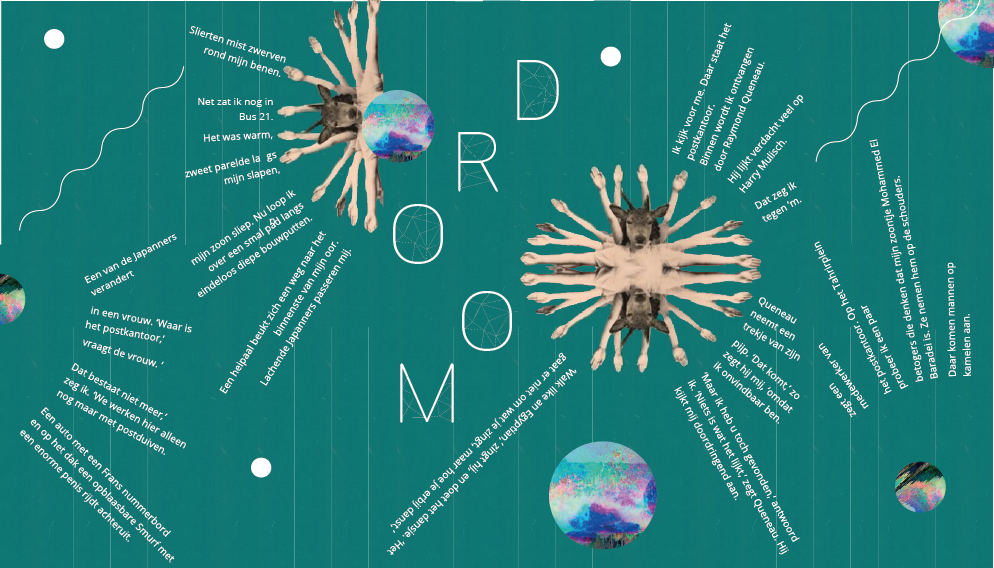 Slierten mist zwerven
rond mijn benen.
Net zat ik nog in
Bus 21.
Het was warm,
zweet parelde la gs
mijn slapen,
mijn zoon sliep. Nu loop ik
over een smal pad langs
eindeloos diepe bouwputten.
Een heipaal beukt zich een weg naar het
binnenste van mijn oor.
Lachende Japanners passeren mij.
Een van de Japanners
verandert
in een vrouw. ‘Waar is
het postkantoor,’
vraagt de vrouw. ‘
Dat bestaat niet meer,’
zeg ik. ‘We werken hier alleen
nog maar met postduiven.
Een auto met een Frans nummerbord
en op het dak een opblaasbare Smurf met
een enorme penis rijdt achteruit.
D
R
O
O
M
Ik kijk voor me. Daar staat het
postkantoor.
Binnen wordt ik ontvangen
door Raymond Queneau.
Hij lijkt verdacht veel op
Harry Mulisch.
Dat zeg ik
tegen ’m.
Queneau
neemt een
trekje van zijn
pijp. ‘Dat komt ‘zo
zegt hij mij, ‘omdat
ik onvindbaar ben.
‘Maar ik heb u toch gevonden,’ antwoord
ik. ‘Niets is wat het lijkt,’ zegt Queneau. Hij
kijkt mij doordringend aan.
‘Walk like an Egyptian,’ zingt hij, en doet het dansje. ‘Het
gaat er niet om wat je zingt, maar hoe je erbij danst,’
zegt een
medewerker van
het postkantoor. Op het Tahrirplein
probeer ik een paar
betogers die denken dat mijn zoontje Mohammed El
Baradei is. Ze nemen hem op de schouders.
Daar komen mannen op
kamelen aan.